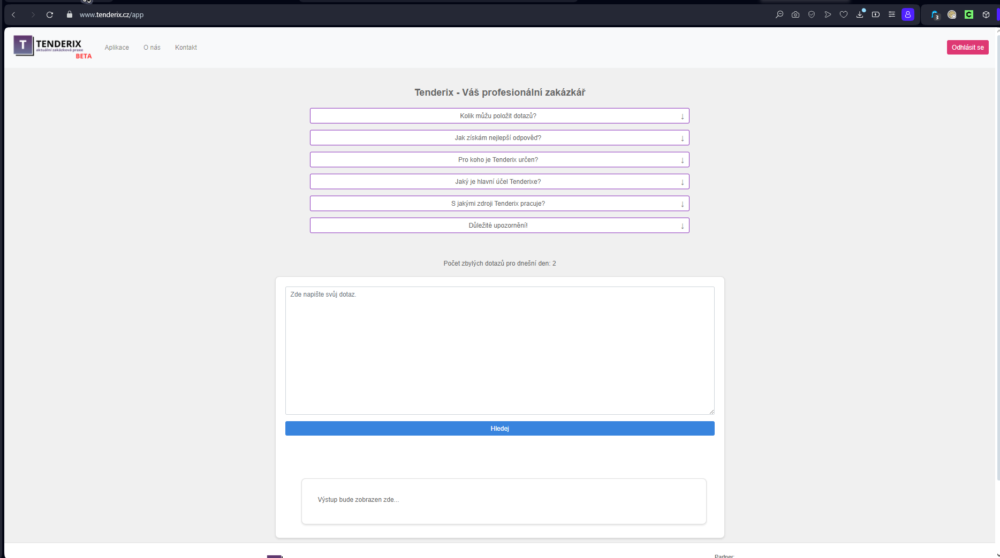 www.tenderix.cz/app
3
T TENDERIX
aktuální zakázková praxe
BETA
Aplikace
O nás
Kontakt
Odhlásit se
Tenderix - Váš profesionální zakázkář
Kolik můžu položit dotazů? ↓
Jak získám nejlepší odpověď? ↓
Pro koho je Tenderix určen? ↓
Jaký je hlavní účel Tenderixe? ↓
S jakými zdroji Tenderix pracuje? ↓
Důležité upozornění! ↓
Počet zbylých dotazů pro dnešní den: 2
Zde napište svůj dotaz.
Hledej
Výstup bude zobrazen zde...
Partner: